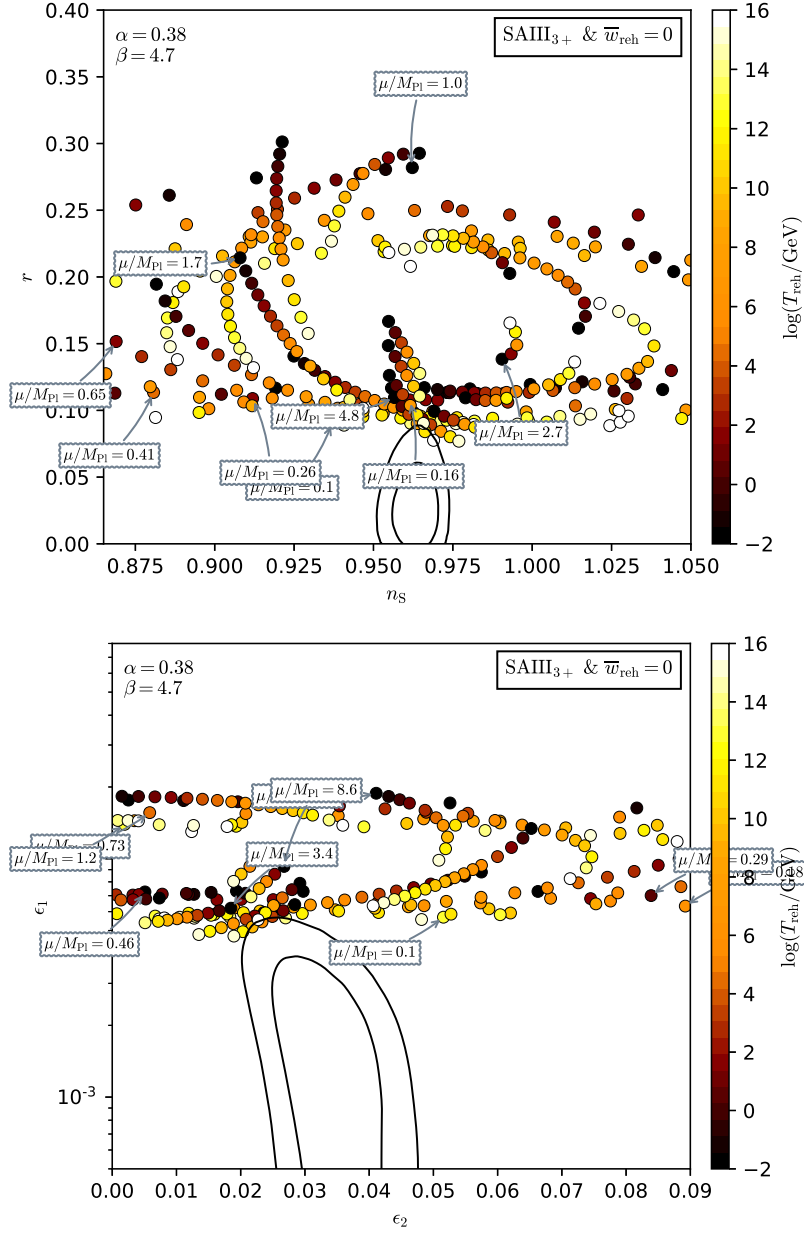 α = 0.38
β = 4.7
SAIII3+ & w̅reh = 0
μ/MPl = 1.0
μ/MPl = 1.7
μ/MPl = 0.65
μ/MPl = 4.8
μ/MPl = 2.7
μ/MPl = 0.41
μ/MPl = 0.26
μ/MPl = 0.16
μ/MPl = 0.1
0.40
0.35
0.30
0.25
0.20
0.15
0.10
0.05
0.00
r
0.875 0.900 0.925 0.950 0.975 1.000 1.025 1.050
nS
16
14
12
10
8
6
4
2
0
−2
log(Treh/GeV)
α = 0.38
β = 4.7
SAIII3+ & w̅reh = 0
μ/MPl = 8.6
0.73
μ/MPl = 1.2
μ/MPl = 3.4
0.29
0.18
μ/MPl = 0.46
μ/MPl = 0.1
10-3
ϵ1
0.00 0.01 0.02 0.03 0.04 0.05 0.06 0.07 0.08 0.09
ϵ2
16
14
12
10
8
6
4
2
0
−2
log(Treh/GeV)